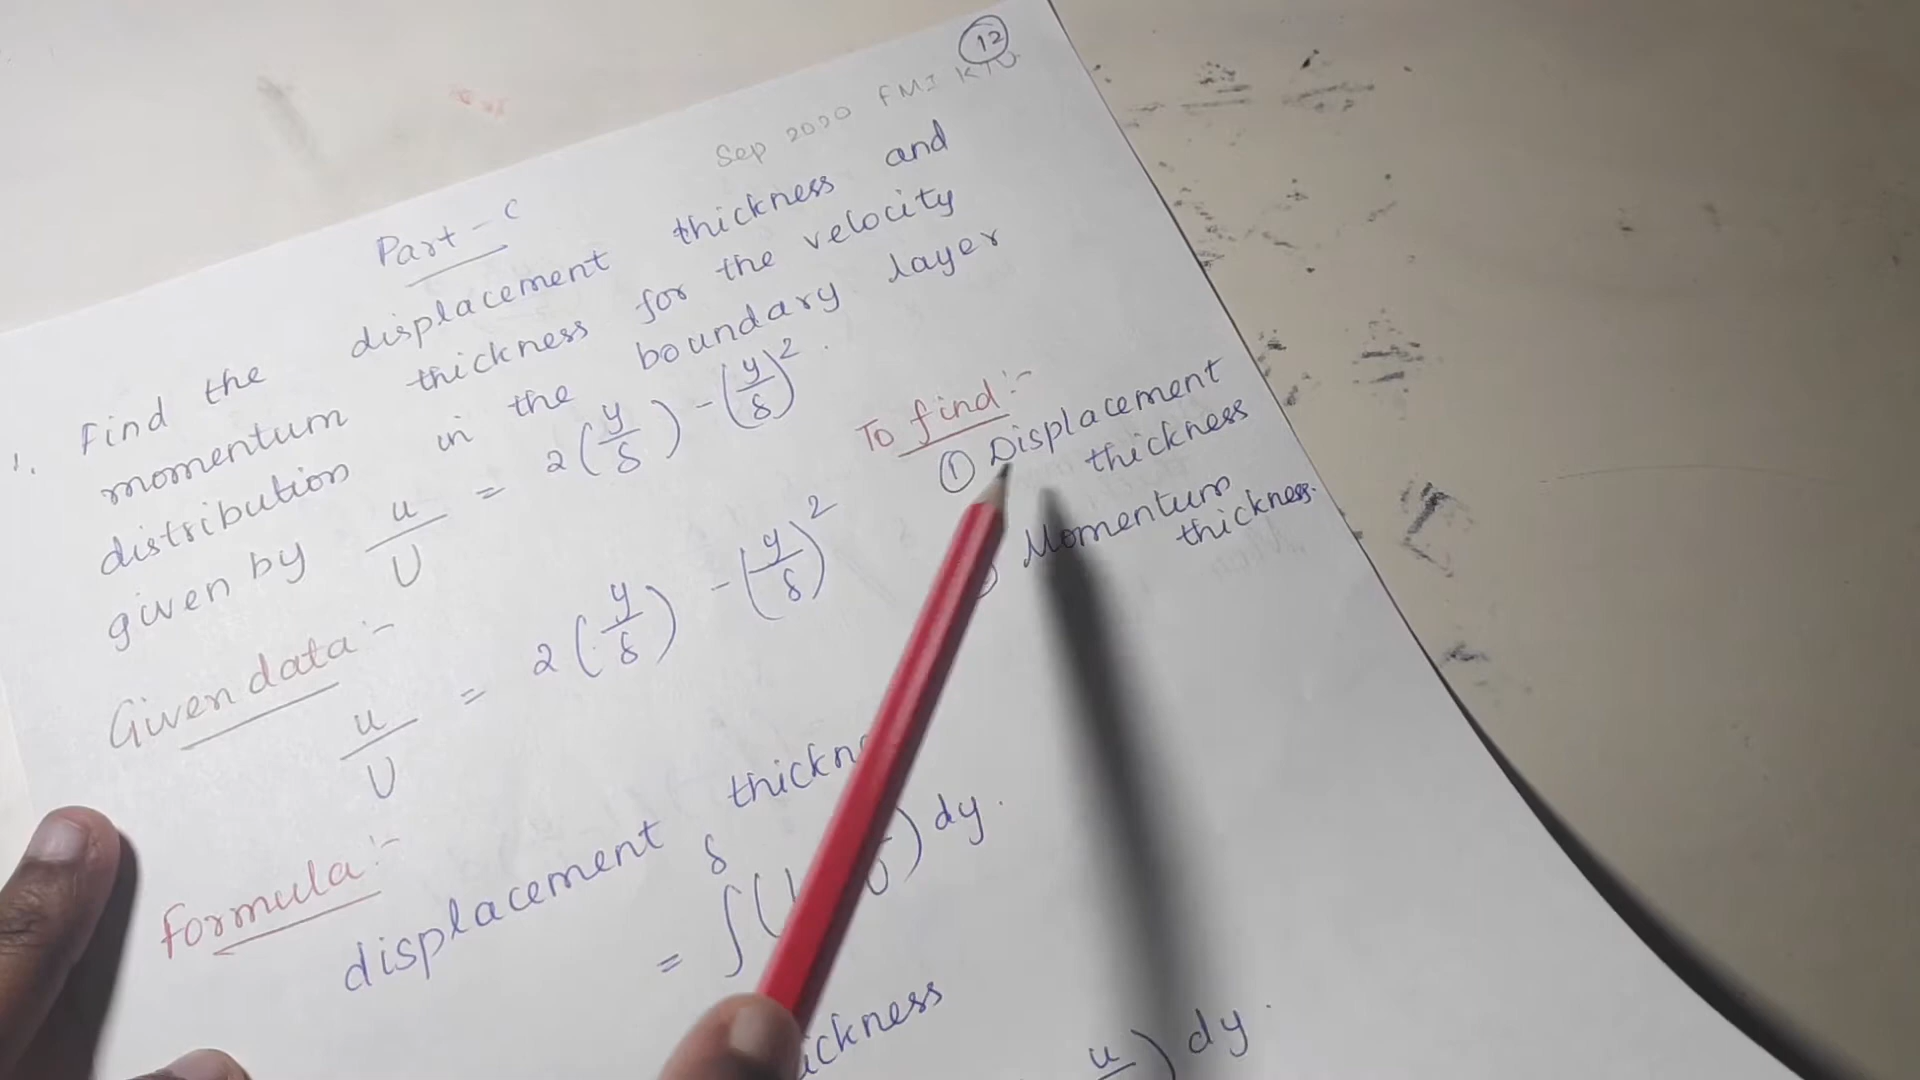 12
Sep 2020 FMI KTU
Part - C
1. Find the displacement thickness and
momentum thickness for the velocity
distribution in the boundary layer
given by u/U = 2(y/δ) - (y/δ)².
Given data:-
u/U = 2(y/δ) - (y/δ)²
To find:-
① Displacement
thickness
Momentum
thickness.
Formula:-
displacement
= ∫ δ ( ) dy.
u ) dy.